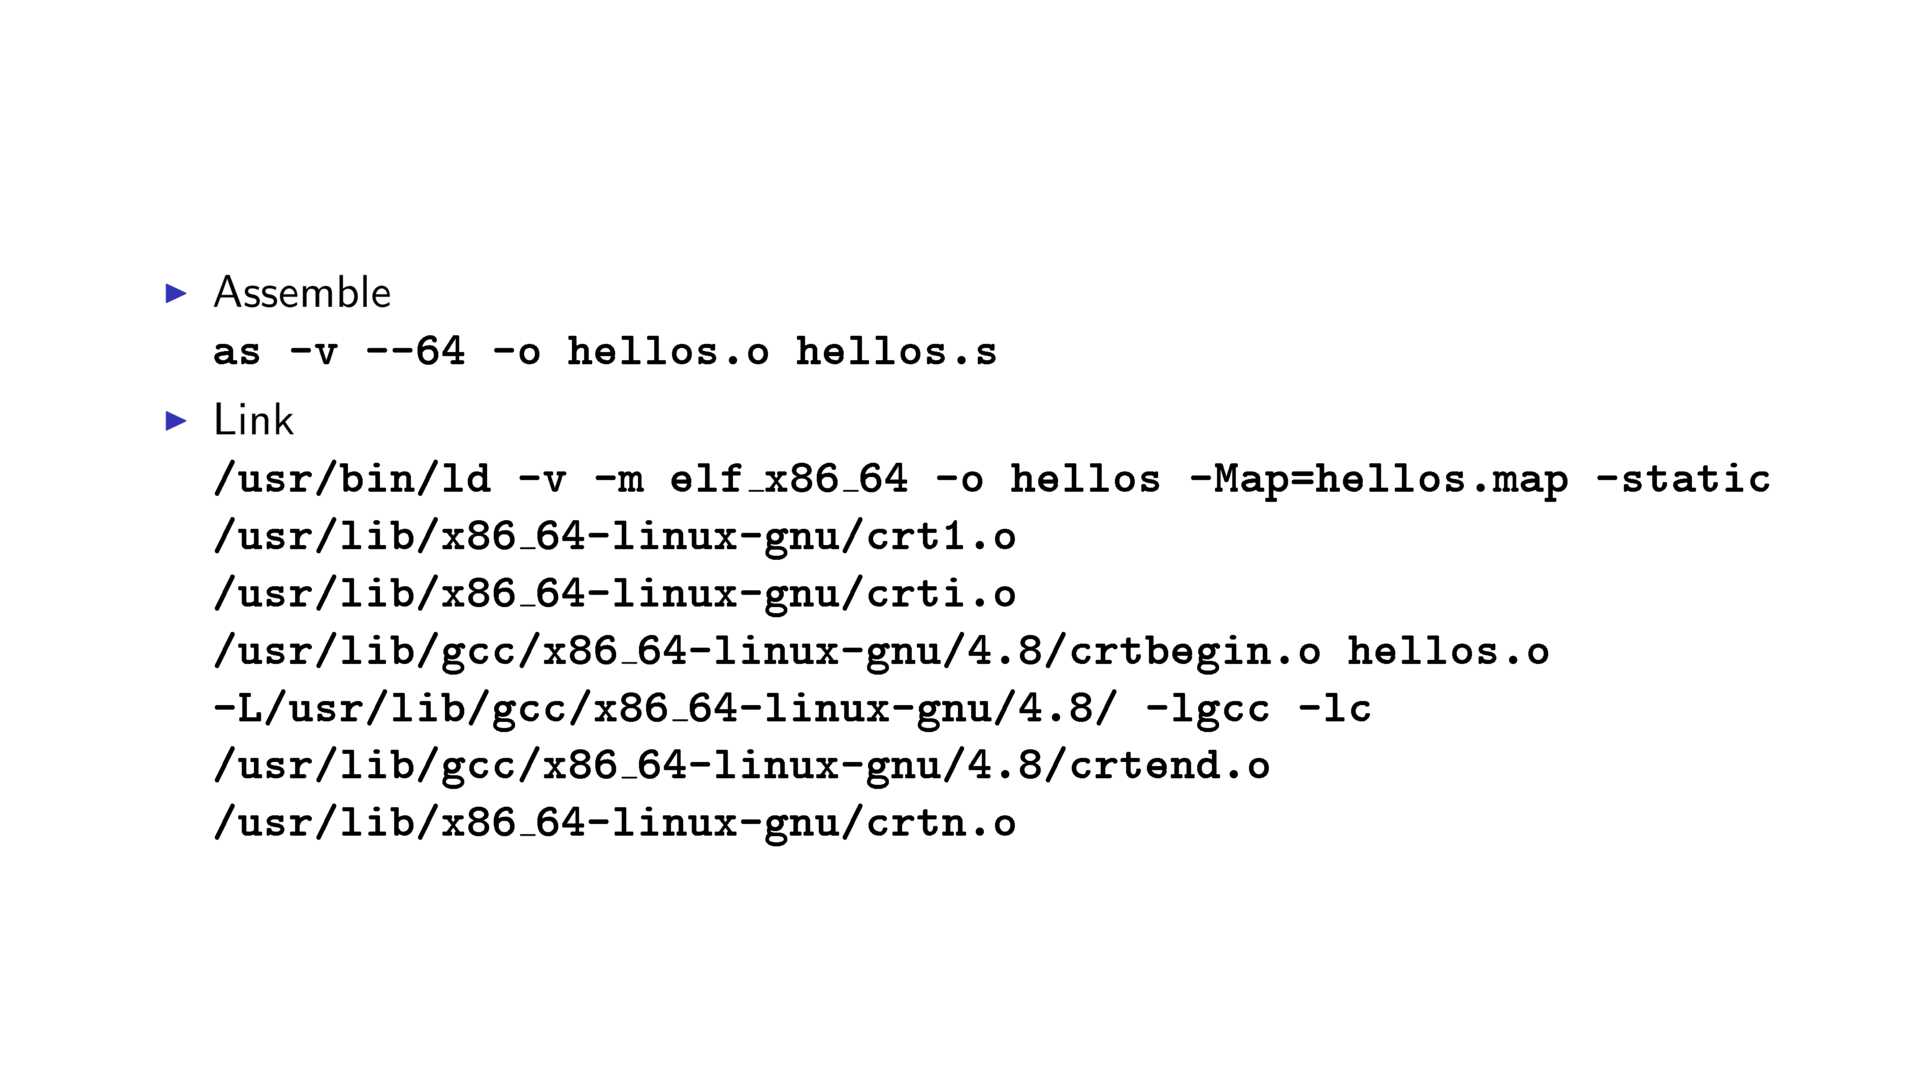 Assemble
as -v --64 -o hellos.o hellos.s
Link
/usr/bin/ld -v -m elf_x86_64 -o hellos -Map=hellos.map -static
/usr/lib/x86_64-linux-gnu/crt1.o
/usr/lib/x86_64-linux-gnu/crti.o
/usr/lib/gcc/x86_64-linux-gnu/4.8/crtbegin.o hellos.o
-L/usr/lib/gcc/x86_64-linux-gnu/4.8/ -lgcc -lc
/usr/lib/gcc/x86_64-linux-gnu/4.8/crtend.o
/usr/lib/x86_64-linux-gnu/crtn.o